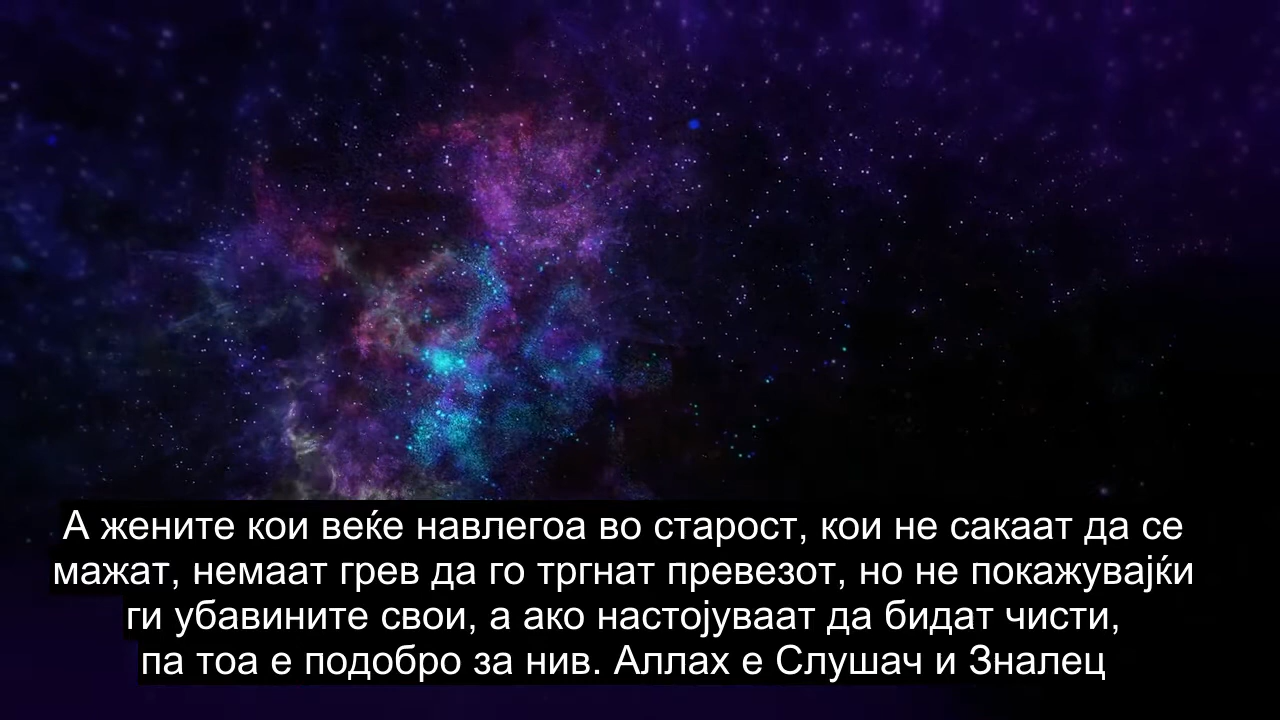 А жените кои веќе навлегоа во старост, кои не сакаат да се
мажат, немаат грев да го тргнат превезот, но не покажувајќи
ги убавините свои, а ако настојуваат да бидат чисти,
па тоа е подобро за нив. Аллах е Слушач и Зналец